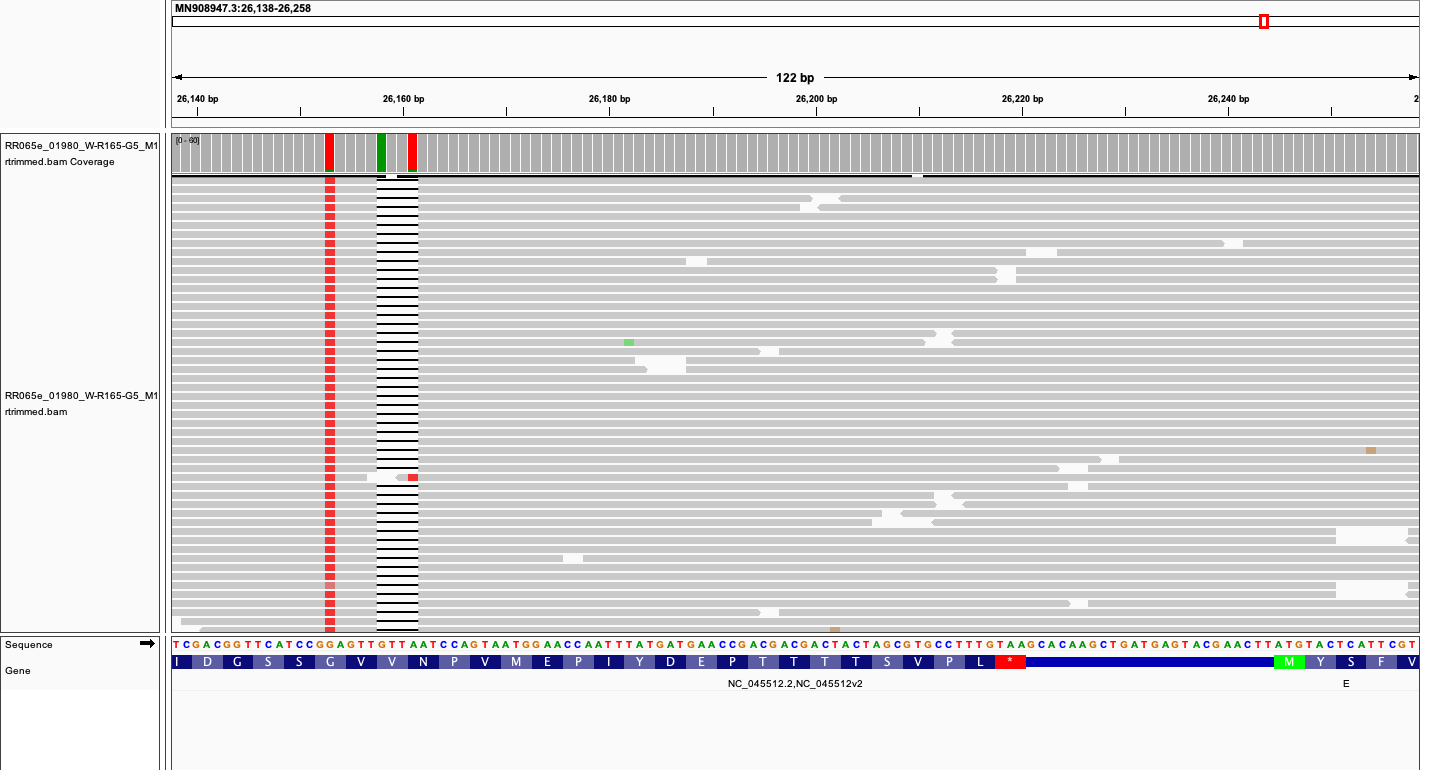 MN908947.3:26,138-26,258
122 bp
26,140 bp 26,160 bp 26,180 bp 26,200 bp 26,220 bp 26,240 bp 2
RR065e_01980_W-R165-G5_M1
rtrimmed.bam Coverage
[0 - 60]
RR065e_01980_W-R165-G5_M1
rtrimmed.bam
Sequence
TCGACGGTTCATCCGGAGTTGTTAATCCAGTAATGGAACCAATTTATGATGAACCGACGACGACTACTAGCGTGCCTTTGTAAGCACAAGCTGATGAGTACGAACTTATGTACTCATTCGT
Gene
I D G S S G V V N P V M E P I Y D E P T T T T S V P L * M Y S F V
NC_045512.2,NC_045512v2 E